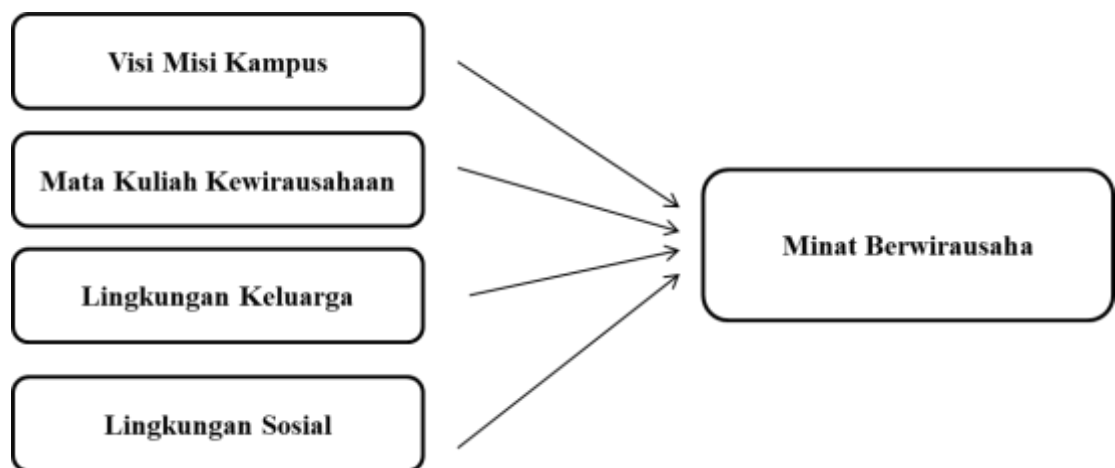 Visi Misi Kampus
Mata Kuliah Kewirausahaan
Lingkungan Keluarga
Lingkungan Sosial
Minat Berwirausaha